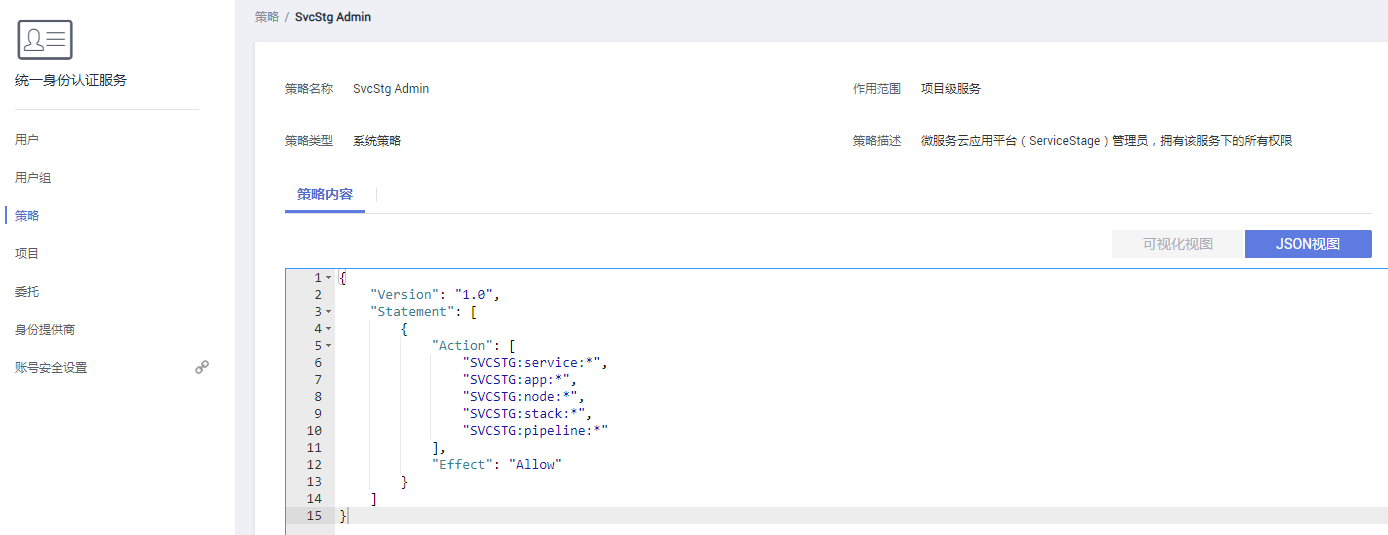 策略 / SvcStg Admin
统一身份认证服务
用户
用户组
策略
项目
委托
身份提供商
账号安全设置
策略名称 SvcStg Admin 作用范围 项目级服务
策略类型 系统策略 策略描述 微服务云应用平台（ServiceStage）管理员，拥有该服务下的所有权限
策略内容
可视化视图 JSON视图
1 {
2 "Version": "1.0",
3 "Statement": [
4 {
5 "Action": [
6 "SVCSTG:service:*",
7 "SVCSTG:app:*",
8 "SVCSTG:node:*",
9 "SVCSTG:stack:*",
10 "SVCSTG:pipeline:*"
11 ],
12 "Effect": "Allow"
13 }
14 ]
15 }